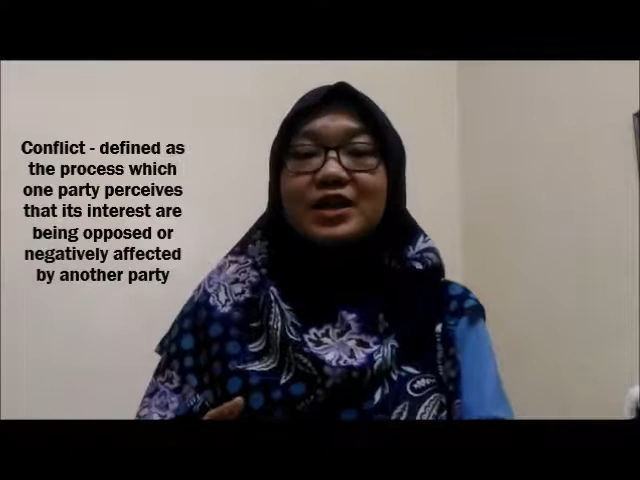 Conflict - defined as
the process which
one party perceives
that its interest are
being opposed or
negatively affected
by another party